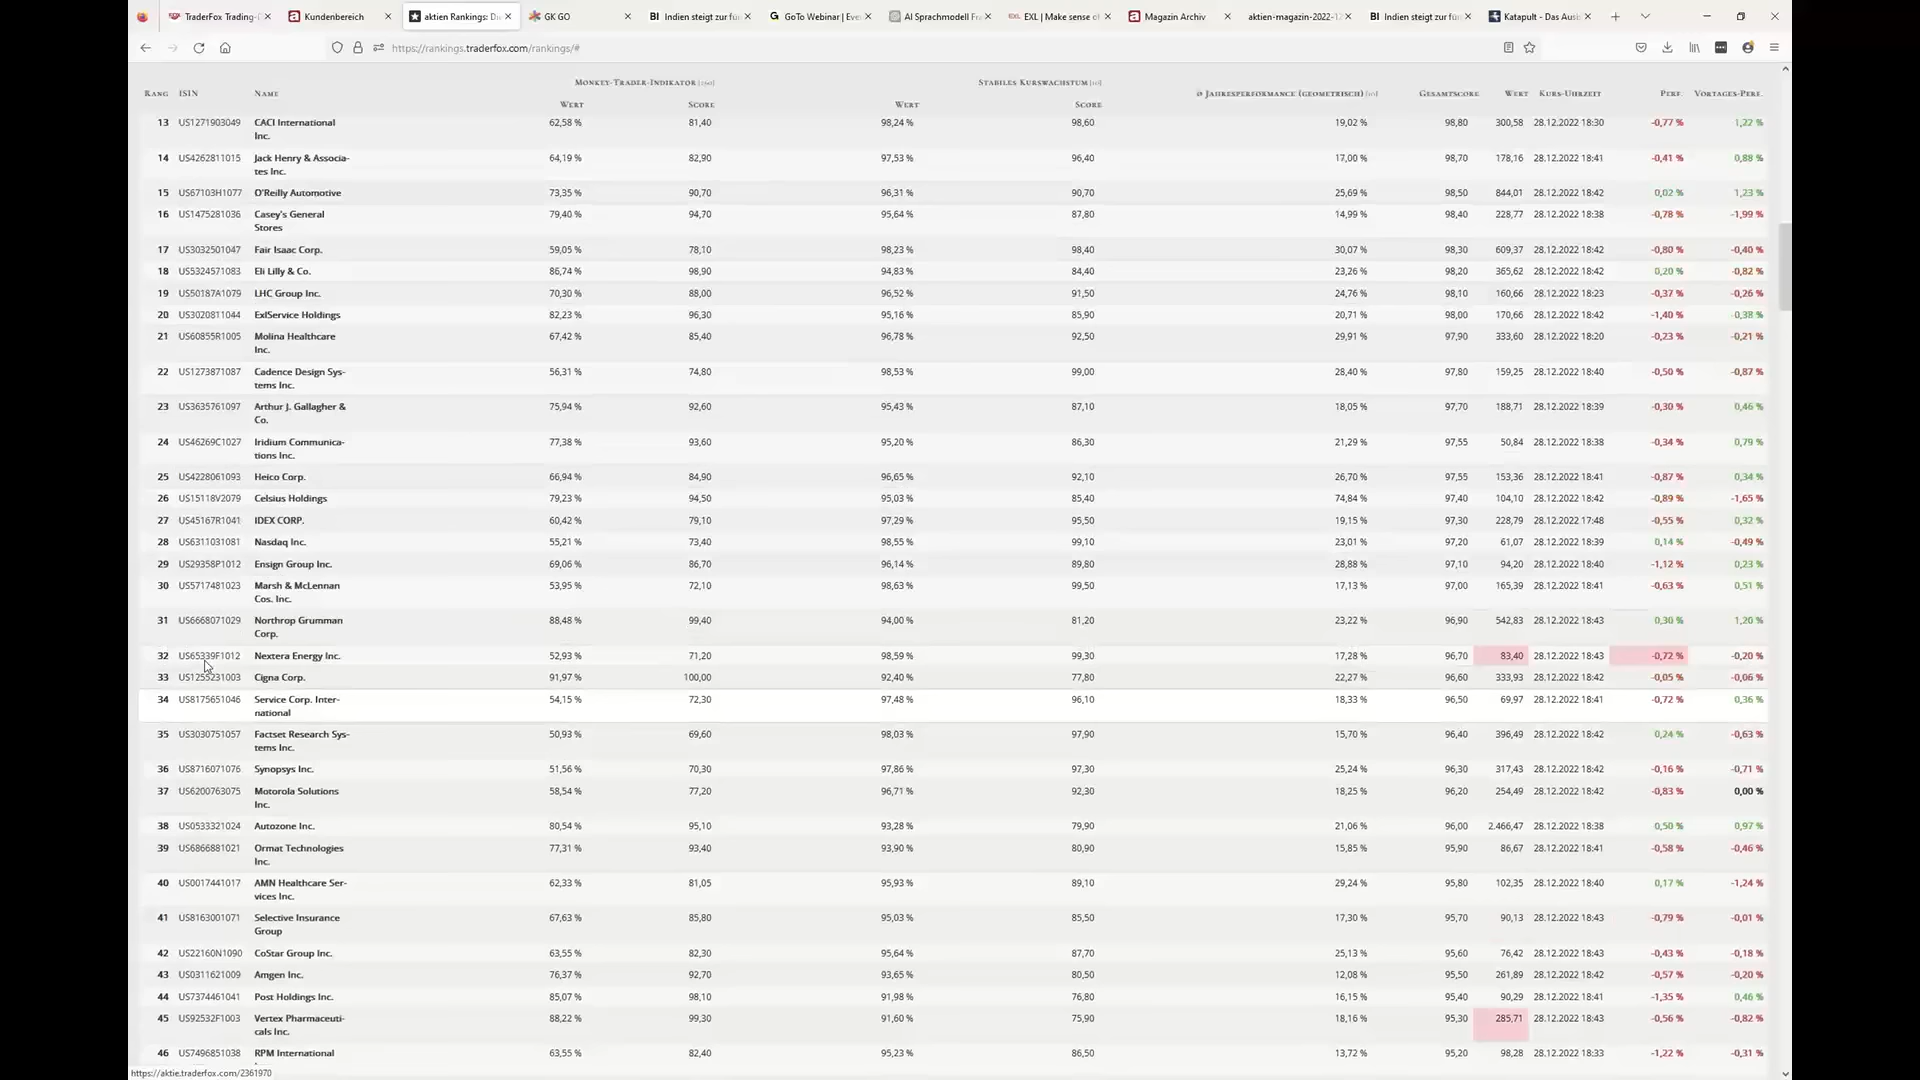 TraderFox Trading-
Kundenbereich
aktien Rankings: Di
GK GO
Indien steigt zur fün
GoTo Webinar | Eve
AI Sprachmodell
EXL | Make sense o
Magazin Archiv
aktien-magazin-2022-12
Indien steigt zur fün
Katapult - Das Aus
https://rankings.traderfox.com/rankings/#
Monkey-Trader-Indikator
Stabiles Kurswachstum
Rang ISIN Name Wert Score Wert Score Ø Jahresperformance (geometrisch) Gesamtscore Wert Kurs-Uhrzeit Perf. Vortages-Perf.
13 US1271903049 CACI International Inc. 62,58 % 81,40 98,24 % 98,60 19,02 % 98,80 300,58 28.12.2022 18:30 -0,77 % 1,22 %
14 US4262811015 Jack Henry & Associa-tes Inc. 64,19 % 82,90 97,53 % 96,40 17,00 % 98,70 178,16 28.12.2022 18:41 -0,41 % 0,88 %
15 US67103H1077 O'Reilly Automotive 73,35 % 90,70 96,31 % 90,70 25,69 % 98,50 844,01 28.12.2022 18:42 0,02 % 1,23 %
16 US1475281036 Casey's General Stores 79,40 % 94,70 95,64 % 87,80 14,99 % 98,40 228,77 28.12.2022 18:38 -0,78 % -1,99 %
17 US3032501047 Fair Isaac Corp. 59,05 % 78,10 98,23 % 98,40 30,07 % 98,30 609,37 28.12.2022 18:42 -0,80 % -0,40 %
18 US5324571083 Eli Lilly & Co. 86,74 % 98,90 94,83 % 84,40 23,26 % 98,20 365,62 28.12.2022 18:42 0,20 % -0,82 %
19 US50187A1079 LHC Group Inc. 70,30 % 88,00 96,52 % 91,50 24,76 % 98,10 160,66 28.12.2022 18:23 -0,37 % -0,26 %
20 US3020811044 ExlService Holdings 82,23 % 96,30 95,16 % 85,90 20,71 % 98,00 170,66 28.12.2022 18:42 -1,40 % -0,38 %
21 US60855R1005 Molina Healthcare Inc. 67,42 % 85,40 96,78 % 92,50 29,91 % 97,90 333,60 28.12.2022 18:20 -0,23 % -0,21 %
22 US1273871087 Cadence Design Sys-tems Inc. 56,31 % 74,80 98,53 % 99,00 28,40 % 97,80 159,25 28.12.2022 18:40 -0,50 % -0,87 %
23 US3635761097 Arthur J. Gallagher & Co. 75,94 % 92,60 95,43 % 87,10 18,05 % 97,70 188,71 28.12.2022 18:39 -0,30 % 0,46 %
24 US46269C1027 Iridium Communica-tions Inc. 77,38 % 93,60 95,20 % 86,30 21,29 % 97,55 50,84 28.12.2022 18:38 -0,34 % 0,79 %
25 US4228061093 Heico Corp. 66,94 % 84,90 96,65 % 92,10 26,70 % 97,55 153,36 28.12.2022 18:41 -0,87 % 0,34 %
26 US15118V2079 Celsius Holdings 79,23 % 94,50 95,03 % 85,40 74,84 % 97,40 104,10 28.12.2022 18:42 -0,89 % -1,65 %
27 US45167R1041 IDEX CORP. 60,42 % 79,10 97,29 % 95,50 19,15 % 97,30 228,79 28.12.2022 17:48 -0,55 % 0,32 %
28 US6311031081 Nasdaq Inc. 55,21 % 73,40 98,55 % 99,10 23,01 % 97,20 61,07 28.12.2022 18:39 0,14 % -0,49 %
29 US29358P1012 Ensign Group Inc. 69,06 % 86,70 96,14 % 89,80 28,88 % 97,10 94,20 28.12.2022 18:40 -1,12 % 0,23 %
30 US5717481023 Marsh & McLennan Cos. Inc. 53,95 % 72,10 98,63 % 99,50 17,13 % 97,00 165,39 28.12.2022 18:41 -0,63 % 0,51 %
31 US6668071029 Northrop Grumman Corp. 88,48 % 99,40 94,00 % 81,20 23,22 % 96,90 542,83 28.12.2022 18:43 0,30 % 1,20 %
32 US65339F1012 Nextera Energy Inc. 52,93 % 71,20 98,59 % 99,30 17,28 % 96,70 83,40 28.12.2022 18:43 -0,72 % -0,20 %
33 US1255231003 Cigna Corp. 91,97 % 100,00 92,40 % 77,80 22,27 % 96,60 333,93 28.12.2022 18:42 -0,05 % -0,06 %
34 US8175651046 Service Corp. Inter-national 54,15 % 72,30 97,48 % 96,10 18,33 % 96,50 69,97 28.12.2022 18:41 -0,72 % 0,36 %
35 US3030751057 Factset Research Sys-tems Inc. 50,93 % 69,60 98,03 % 97,90 15,70 % 96,40 396,49 28.12.2022 18:42 0,24 % -0,63 %
36 US8716071076 Synopsys Inc. 51,56 % 70,30 97,86 % 97,30 25,24 % 96,30 317,43 28.12.2022 18:42 -0,16 % -0,71 %
37 US6200763075 Motorola Solutions Inc. 58,54 % 77,20 96,71 % 92,30 18,25 % 96,20 254,49 28.12.2022 18:42 -0,83 % 0,00 %
38 US0533321024 Autozone Inc. 80,54 % 95,10 93,28 % 79,90 21,06 % 96,00 2.466,47 28.12.2022 18:38 0,50 % 0,97 %
39 US6866881021 Ormat Technologies Inc. 77,31 % 93,40 93,90 % 80,90 15,85 % 95,90 86,67 28.12.2022 18:41 -0,58 % -0,46 %
40 US0017441017 AMN Healthcare Ser-vices Inc. 62,33 % 81,05 95,93 % 89,10 29,24 % 95,80 102,35 28.12.2022 18:40 0,17 % -1,24 %
41 US8163001071 Selective Insurance Group 67,63 % 85,80 95,03 % 85,50 17,30 % 95,70 90,13 28.12.2022 18:43 -0,79 % -0,01 %
42 US22160N1090 CoStar Group Inc. 63,55 % 82,30 95,64 % 87,70 25,13 % 95,60 76,42 28.12.2022 18:43 -0,43 % -0,18 %
43 US0311621009 Amgen Inc. 76,37 % 92,70 93,65 % 80,50 12,08 % 95,50 261,89 28.12.2022 18:42 -0,57 % -0,20 %
44 US7374461041 Post Holdings Inc. 85,07 % 98,10 91,98 % 76,80 16,15 % 95,40 90,29 28.12.2022 18:41 -1,35 % 0,46 %
45 US92532F1003 Vertex Pharmaceuti-cals Inc. 88,22 % 99,30 91,60 % 75,90 18,16 % 95,30 285,71 28.12.2022 18:43 -0,56 % -0,82 %
46 US7496851038 RPM International 63,55 % 82,40 95,23 % 86,50 13,72 % 95,20 98,28 28.12.2022 18:33 -1,22 % -0,31 %
https://aktie.traderfox.com/2361970